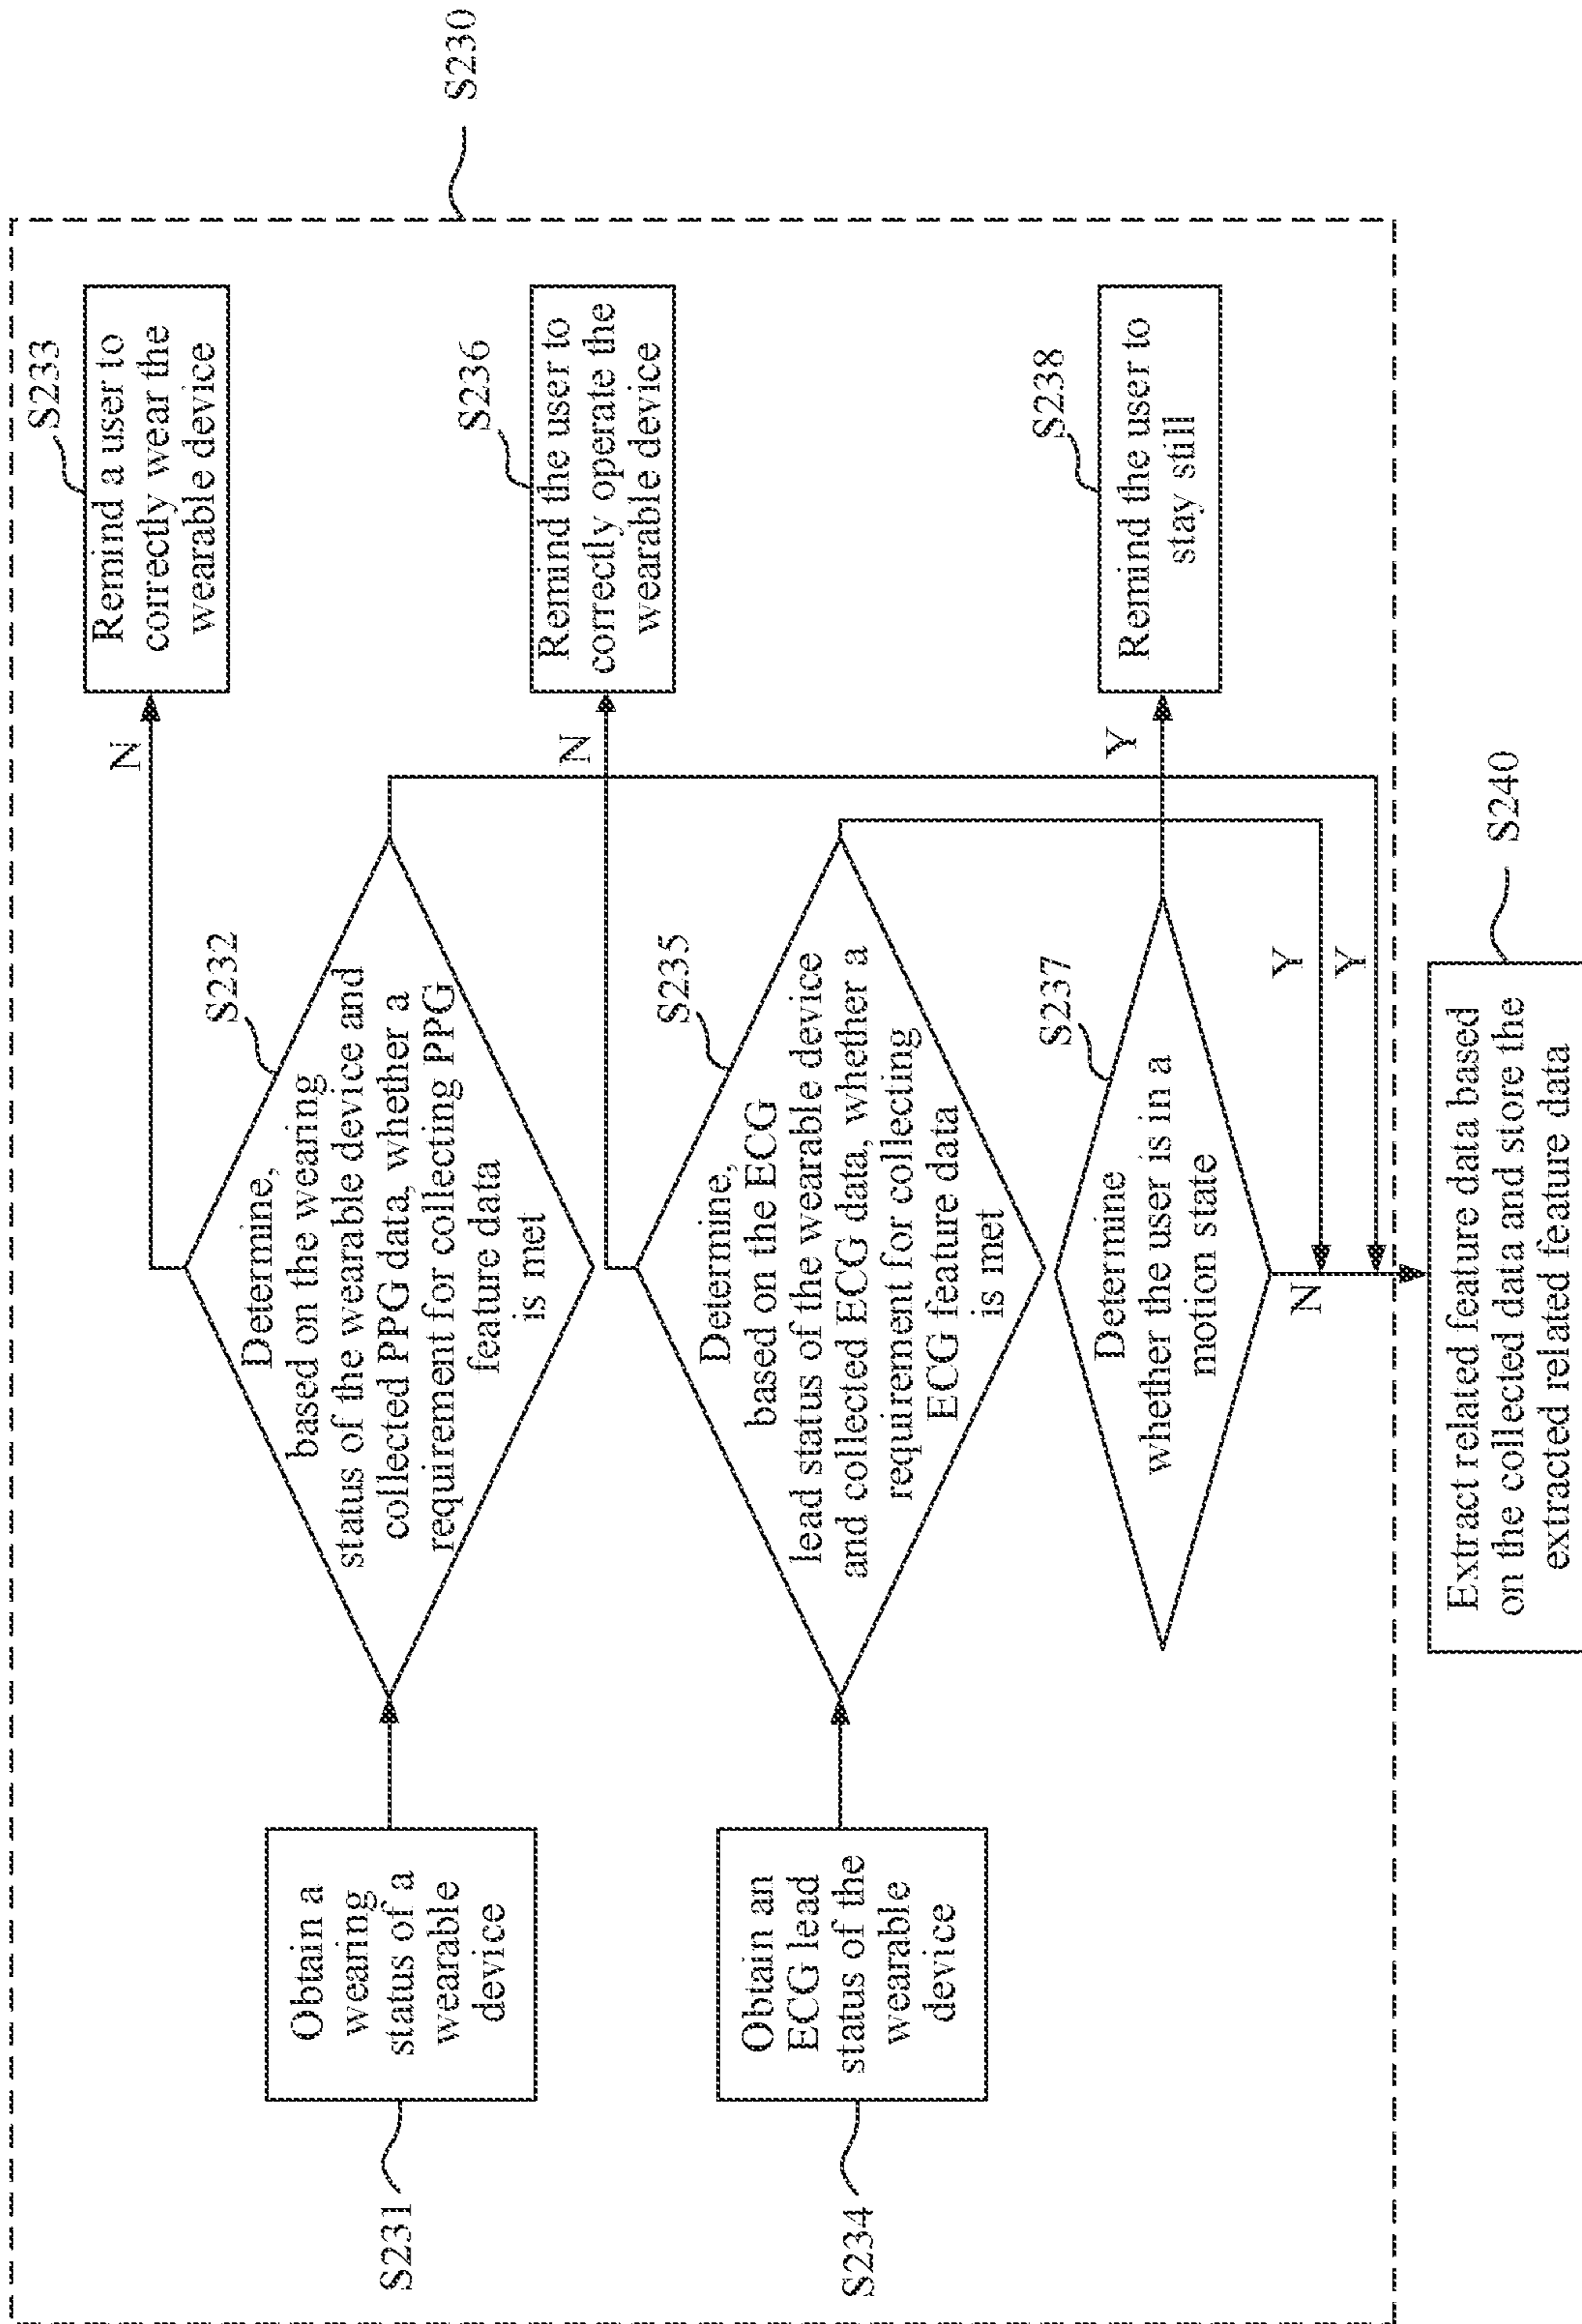 S230
S231
Obtain a
wearing
status of a
wearable
device
S232
Determine,
based on the wearing
status of the wearable device and
collected PPG data, whether a
requirement for collecting PPG
feature data
is met
N
S233
Remind a user to
correctly wear the
wearable device
S234
Obtain an
ECG lead
status of the
wearable
device
S235
Determine,
based on the ECG
lead status of the wearable device
and collected ECG data, whether a
requirement for collecting
ECG feature data
is met
N
S236
Remind the user to
correctly operate the
wearable device
S237
Determine
whether the user is in a
motion state
Y
S238
Remind the user to
stay still
N
Y
Y
S240
Extract related feature data based
on the collected data and store the
extracted related feature data